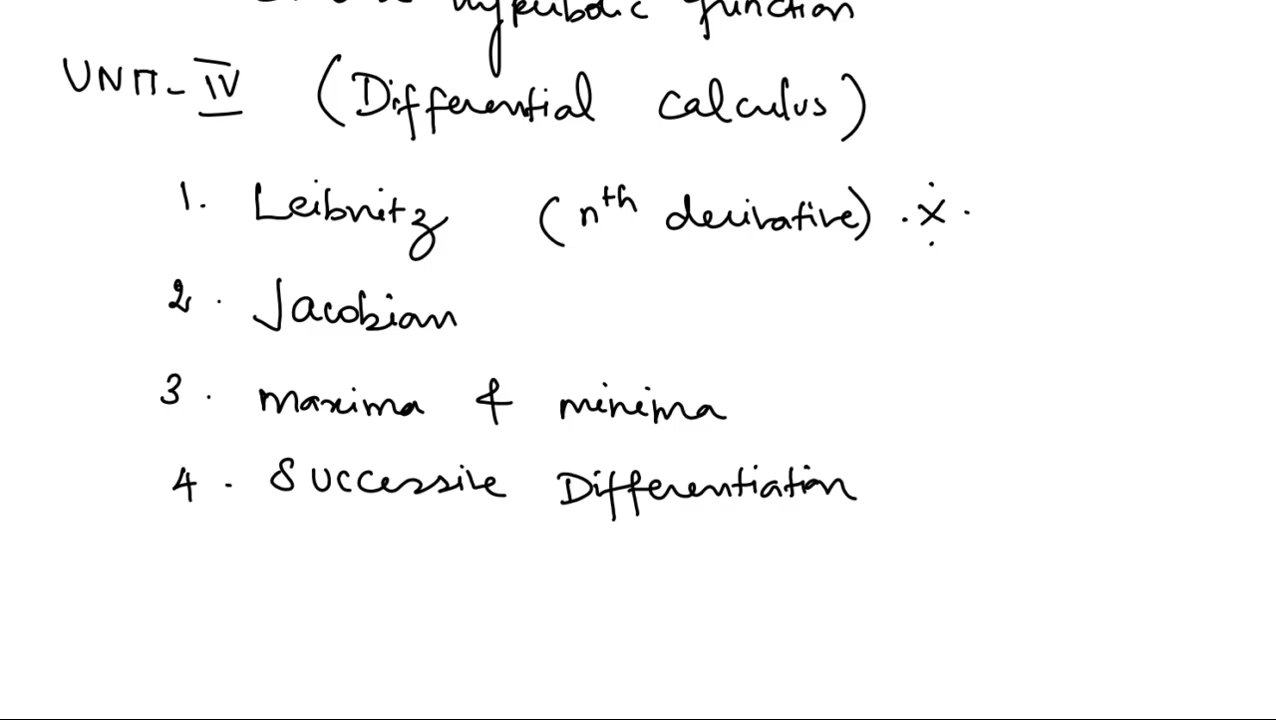 hyperbolic function
UNIT-IV (Differential calculus)
1. Leibnitz (nth derivative) .x.
2. Jacobian
3. maxima & minima
4. Successive Differentiation